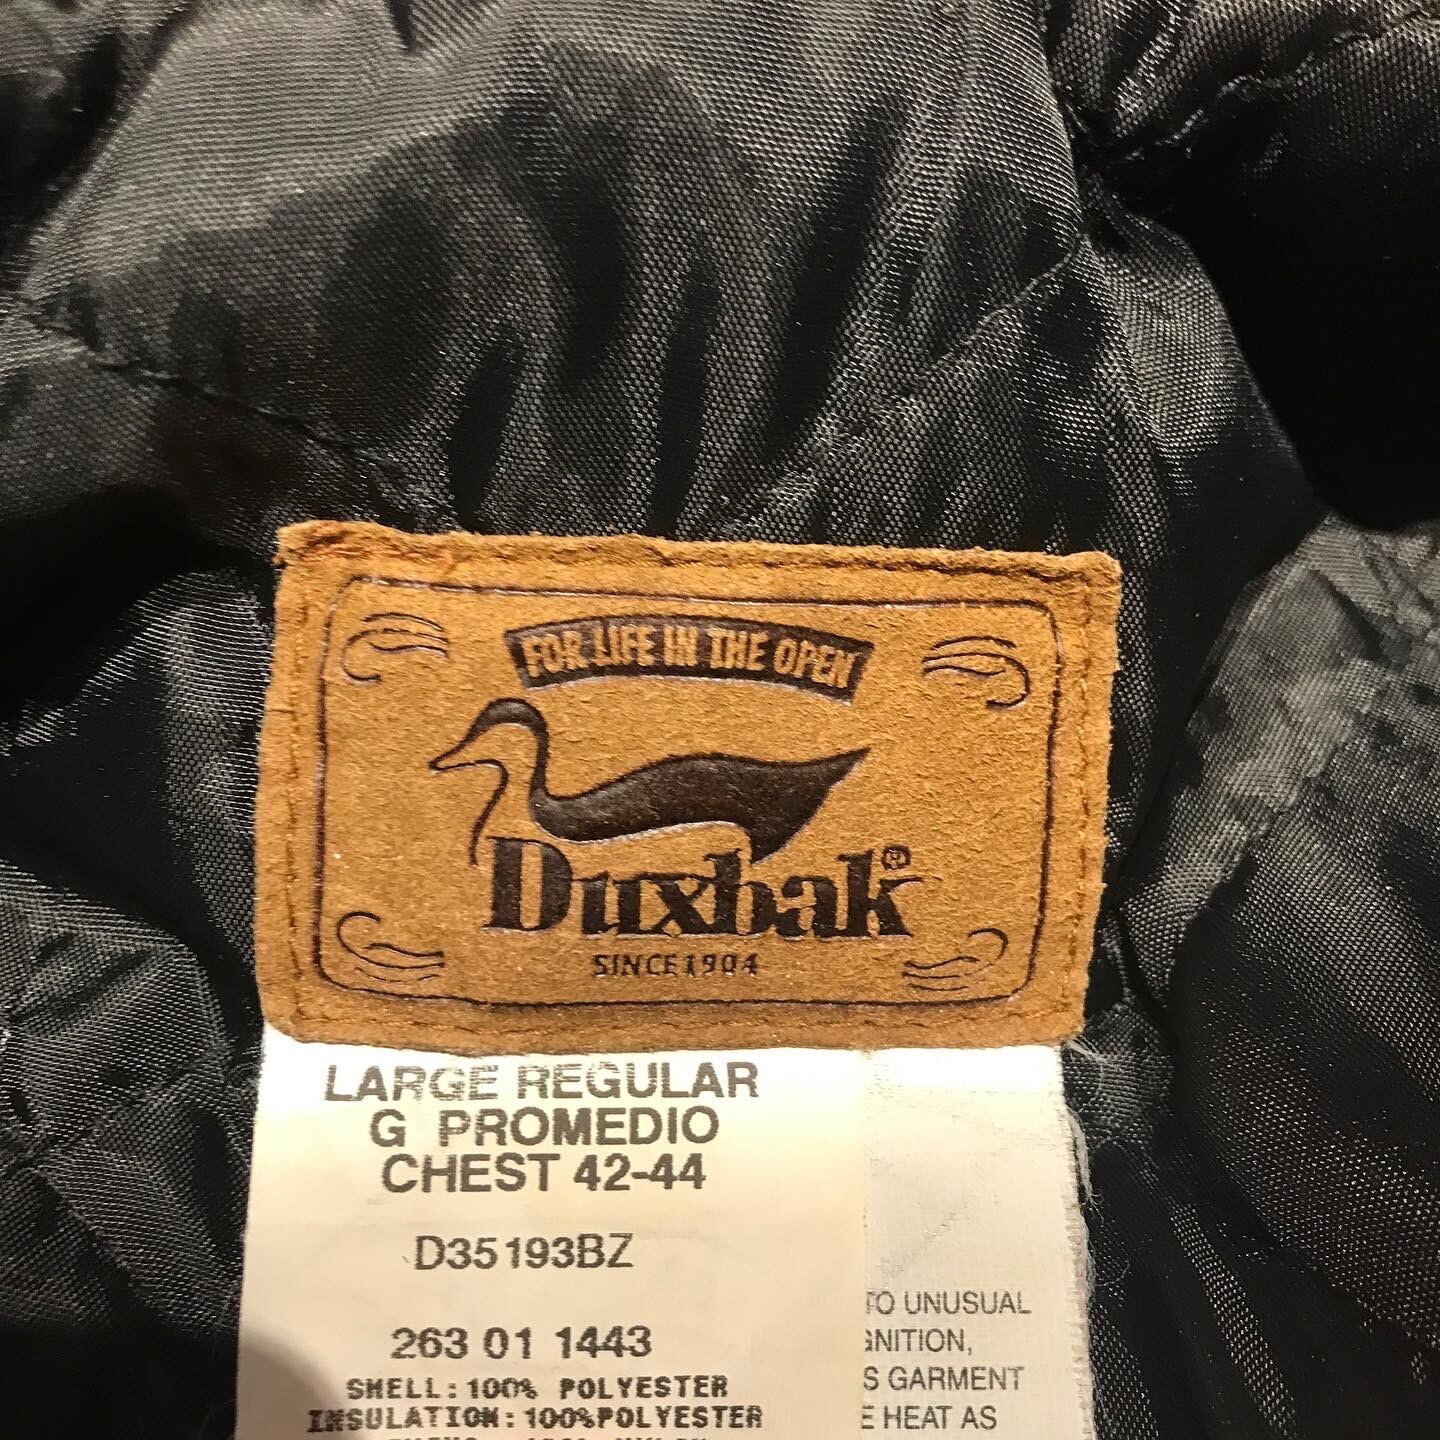 FOR LIFE IN THE OPEN
Duxbak®
SINCE 1904
LARGE REGULAR
G PROMEDIO
CHEST 42-44
D35193BZ
263 01 1443
SHELL: 100% POLYESTER
INSULATION: 100% POLYESTER
TO UNUSUAL
GNITION,
S GARMENT
E HEAT AS